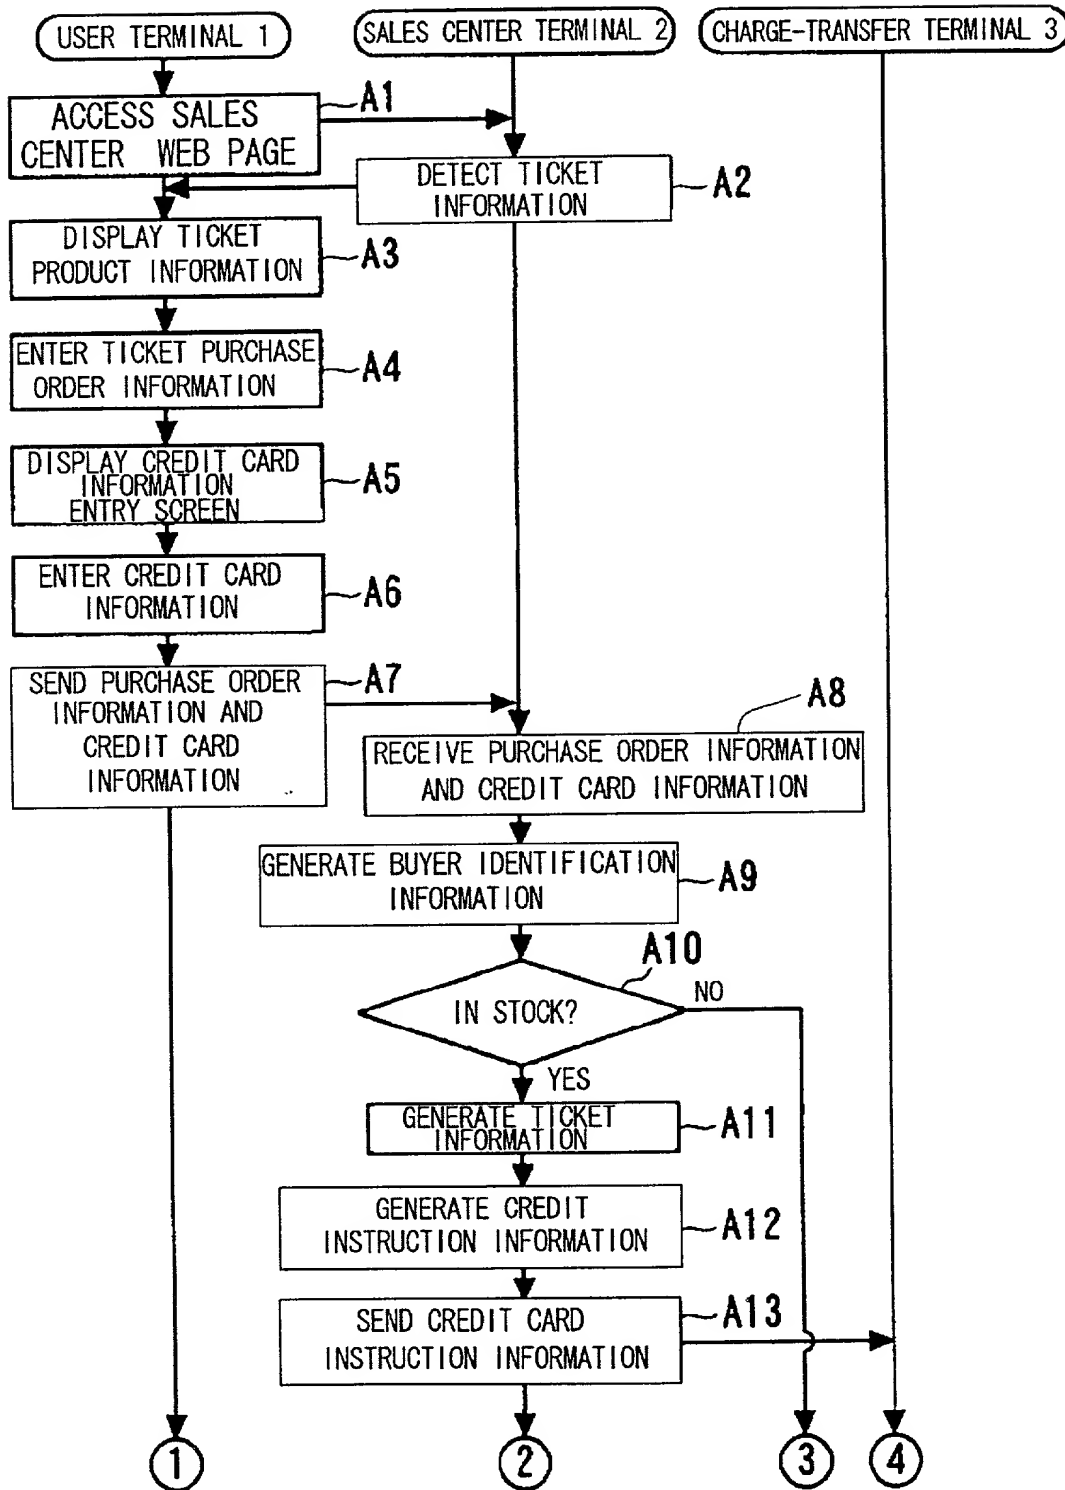 USER TERMINAL 1
SALES CENTER TERMINAL 2
CHARGE-TRANSFER TERMINAL 3
ACCESS SALES
CENTER WEB PAGE
A1
DETECT TICKET
INFORMATION
A2
DISPLAY TICKET
PRODUCT INFORMATION
A3
ENTER TICKET PURCHASE
ORDER INFORMATION
A4
DISPLAY CREDIT CARD
INFORMATION
ENTRY SCREEN
A5
ENTER CREDIT CARD
INFORMATION
A6
SEND PURCHASE ORDER
INFORMATION AND
CREDIT CARD
INFORMATION
A7
A8
RECEIVE PURCHASE ORDER INFORMATION
AND CREDIT CARD INFORMATION
GENERATE BUYER IDENTIFICATION
INFORMATION
A9
A10
IN STOCK?
NO
YES
GENERATE TICKET
INFORMATION
A11
GENERATE CREDIT
INSTRUCTION INFORMATION
A12
SEND CREDIT CARD
INSTRUCTION INFORMATION
A13
1
2
3
4